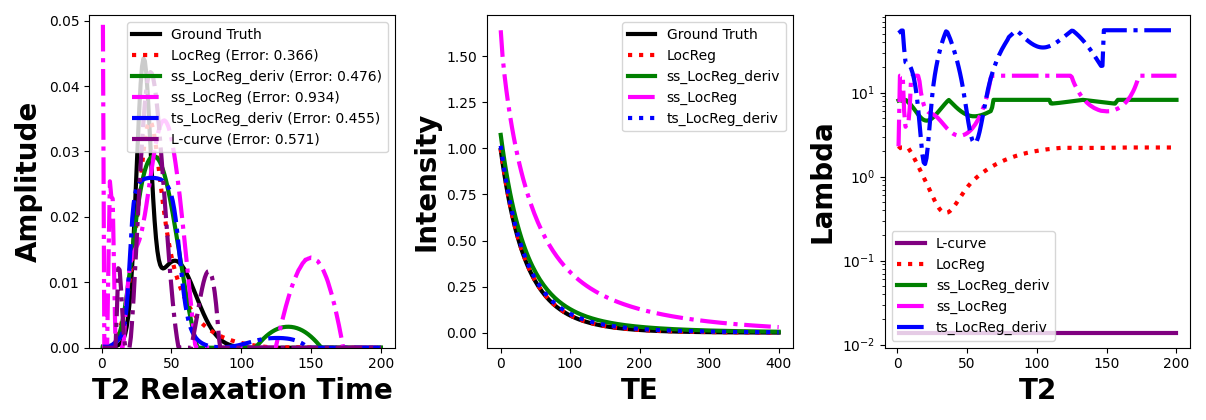 Amplitude
0.05
0.04
0.03
0.02
0.01
0.00
Ground Truth
LocReg (Error: 0.366)
ss_LocReg_deriv (Error: 0.476)
ss_LocReg (Error: 0.934)
ts_LocReg_deriv (Error: 0.455)
L-curve (Error: 0.571)
0 50 100 150 200
T2 Relaxation Time
Intensity
1.50
1.25
1.00
0.75
0.50
0.25
0.00
Ground Truth
LocReg
ss_LocReg_deriv
ss_LocReg
ts_LocReg_deriv
0 100 200 300 400
TE
Lambda
10¹
10⁰
10⁻¹
10⁻²
L-curve
LocReg
ss_LocReg_deriv
ss_LocReg
ts_LocReg_deriv
0 50 100 150 200
T2